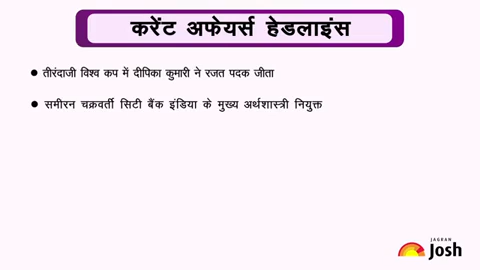 करेंट अफेयर्स हेडलाइंस
● तीरंदाजी विश्व कप में दीपिका कुमारी ने रजत पदक जीता
● समीरन चक्रवर्ती सिटी बैंक इंडिया के मुख्य अर्थशास्त्री नियुक्त
JAGRAN
Josh